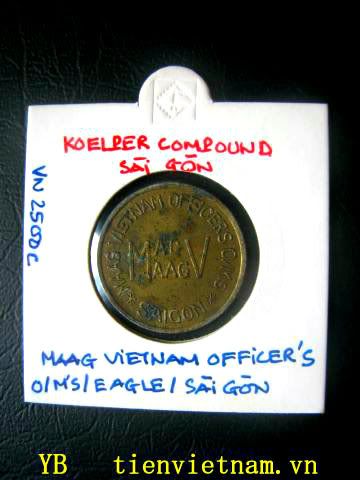 KOELPER COMPOUND
SÀI GÒN
VN 2500C
VIETNAM OFFICER'S
MAC V
MAAG
SAIGON
MAAG VIETNAM OFFICER'S
O/M'S/EAGLE/ SÀI GÒN
YB tienvietnam.vn